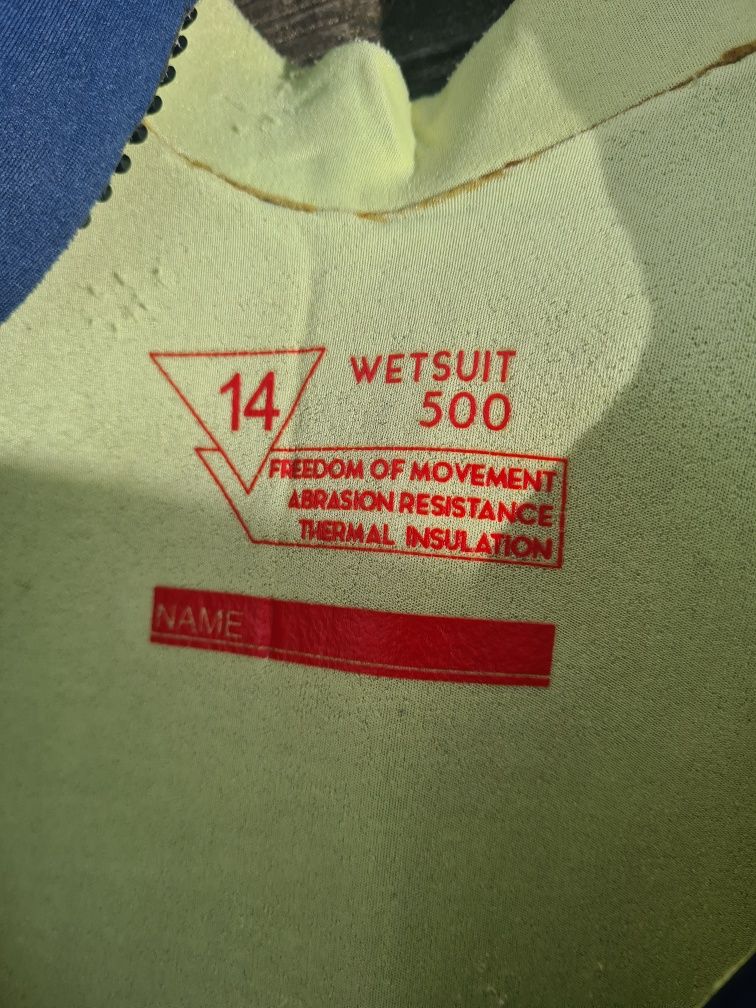 14
WETSUIT
500
FREEDOM OF MOVEMENT
ABRASION RESISTANCE
THERMAL INSULATION
NAME